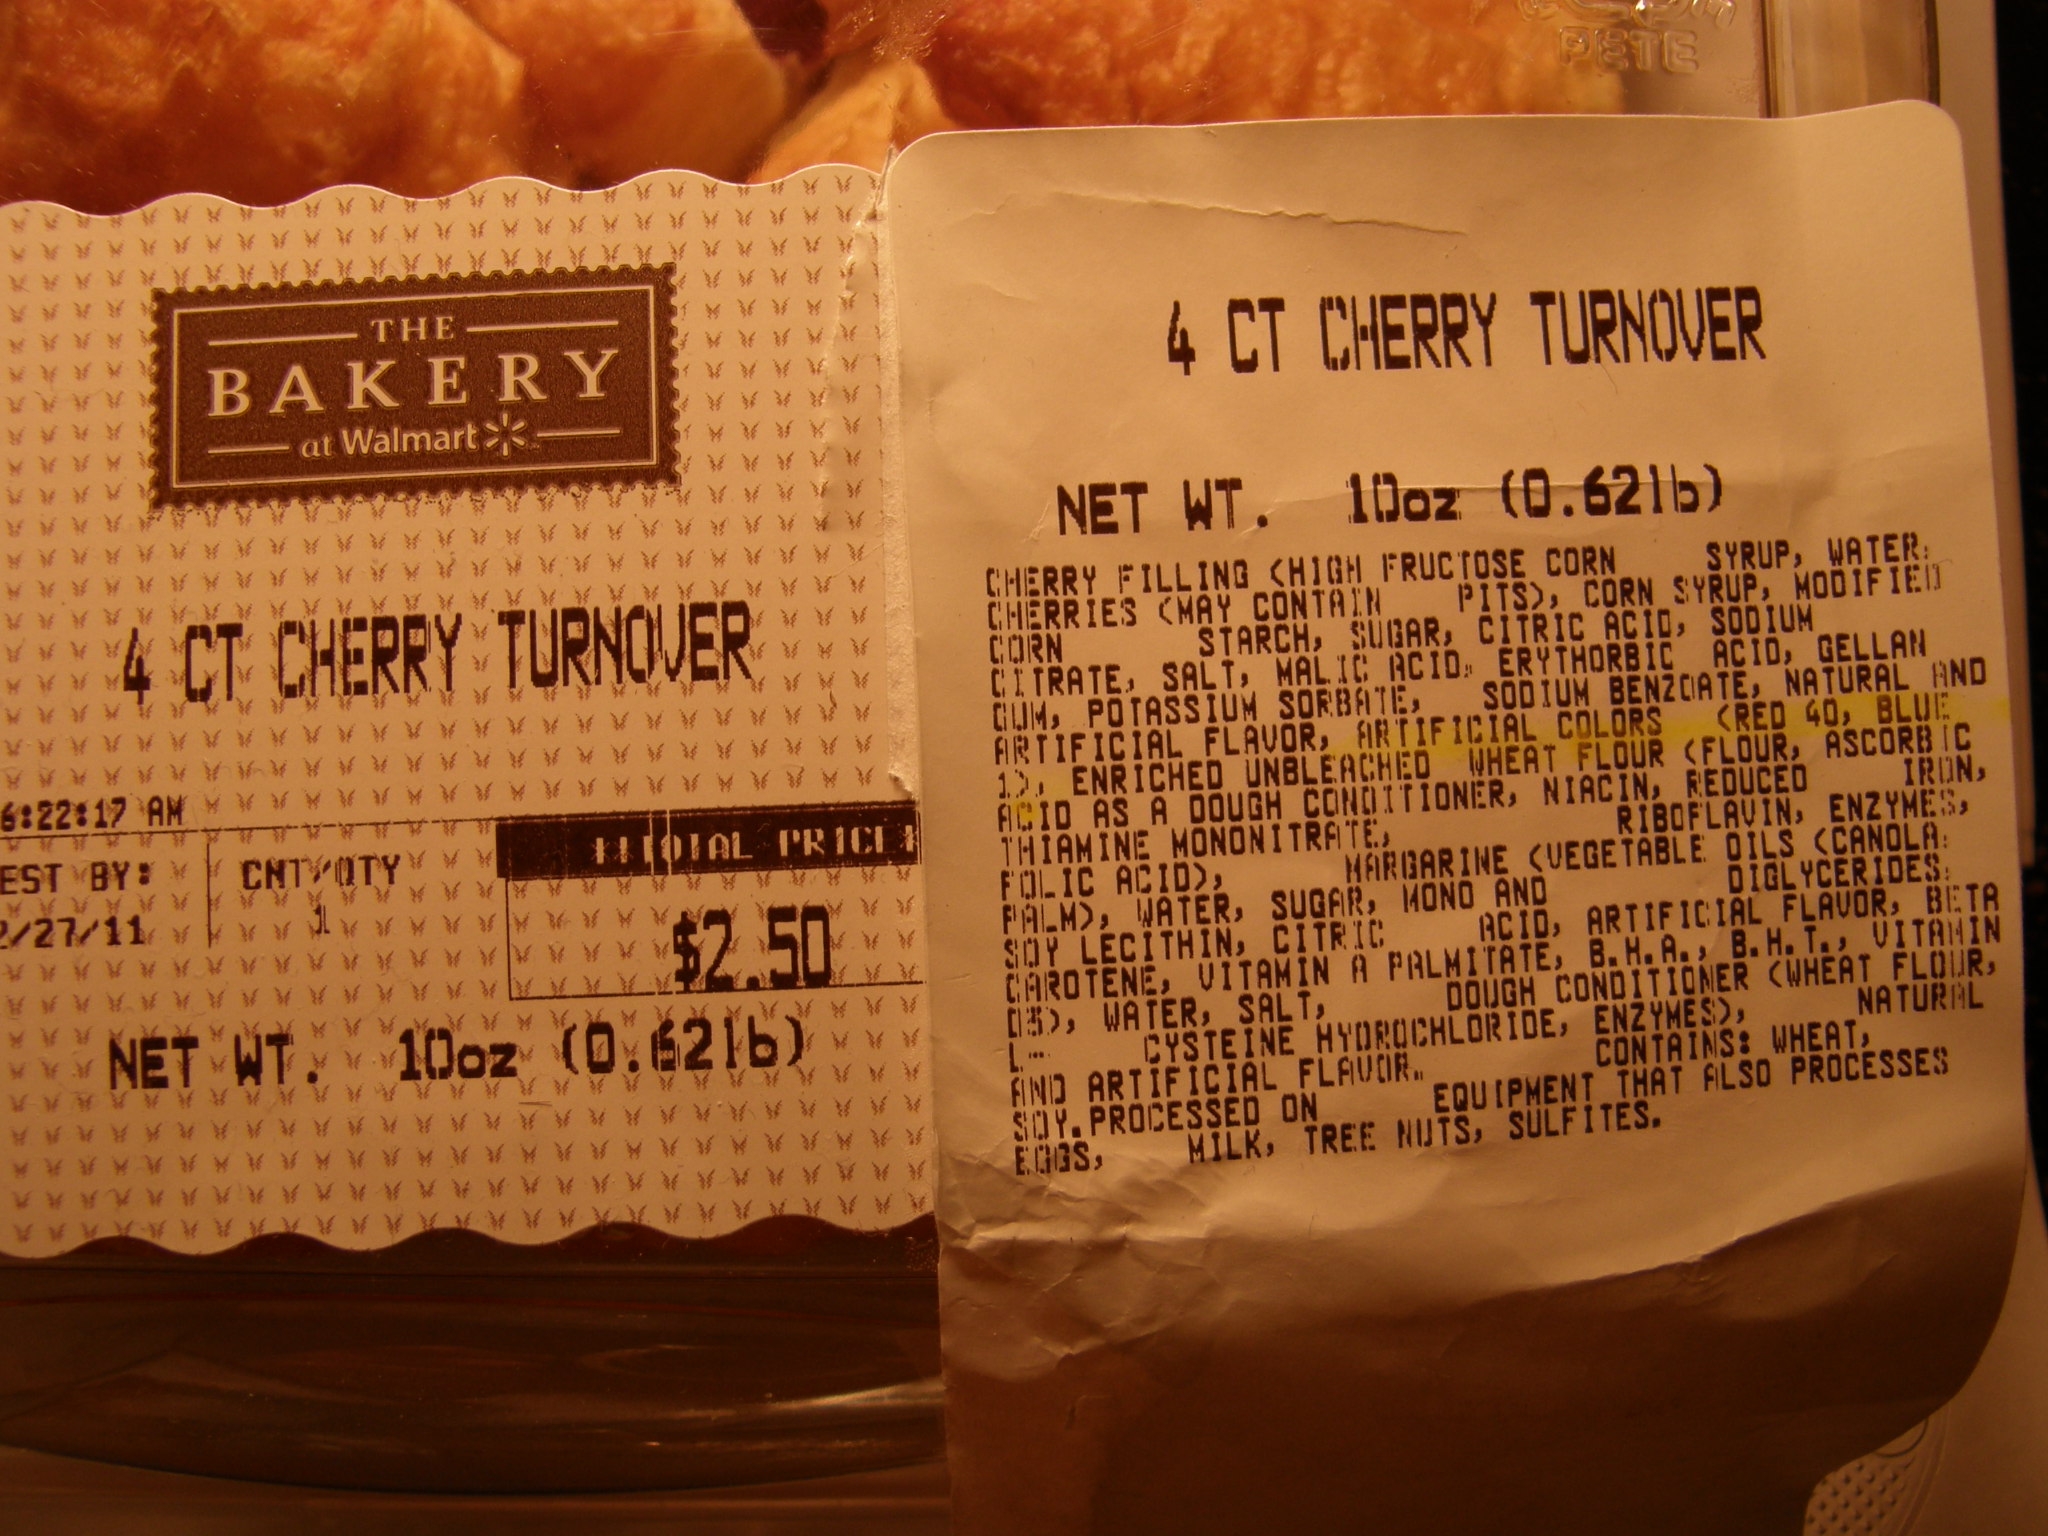 PETE
THE
BAKERY
at Walmart
4 CT CHERRY TURNOVER
6:22:17 AM
EST BY:
2/27/11
CNT/QTY
1
TOTAL PRICE
$2.50
NET WT. 10oz (0.62lb)
4 CT CHERRY TURNOVER
NET WT. 10oz (0.62lb)
CHERRY FILLING (HIGH FRUCTOSE CORN SYRUP, WATER,
CHERRIES (MAY CONTAIN PITS), CORN SYRUP, MODIFIED
CORN STARCH, SUGAR, CITRIC ACID, SODIUM
CITRATE, SALT, MALIC ACID, ERYTHORBIC ACID, GELLAN
GUM, POTASSIUM SORBATE, SODIUM BENZOATE, NATURAL AND
ARTIFICIAL FLAVOR, ARTIFICIAL COLORS (RED 40, BLUE
1), ENRICHED UNBLEACHED WHEAT FLOUR (FLOUR, ASCORBIC
ACID AS A DOUGH CONDITIONER, NIACIN, REDUCED IRON,
THIAMINE MONONITRATE, RIBOFLAVIN, ENZYMES,
FOLIC ACID), MARGARINE (VEGETABLE OILS (CANOLA,
PALM), WATER, SUGAR, MONO AND DIGLYCERIDES,
SOY LECITHIN, CITRIC ACID, ARTIFICIAL FLAVOR, BETA
CAROTENE, VITAMIN A PALMITATE, B.H.A., B.H.T., VITAMIN
D3), WATER, SALT, DOUGH CONDITIONER (WHEAT FLOUR,
L- CYSTEINE HYDROCHLORIDE, ENZYMES), NATURAL
AND ARTIFICIAL FLAVOR. CONTAINS: WHEAT,
SOY. PROCESSED ON EQUIPMENT THAT ALSO PROCESSES
EGGS, MILK, TREE NUTS, SULFITES.